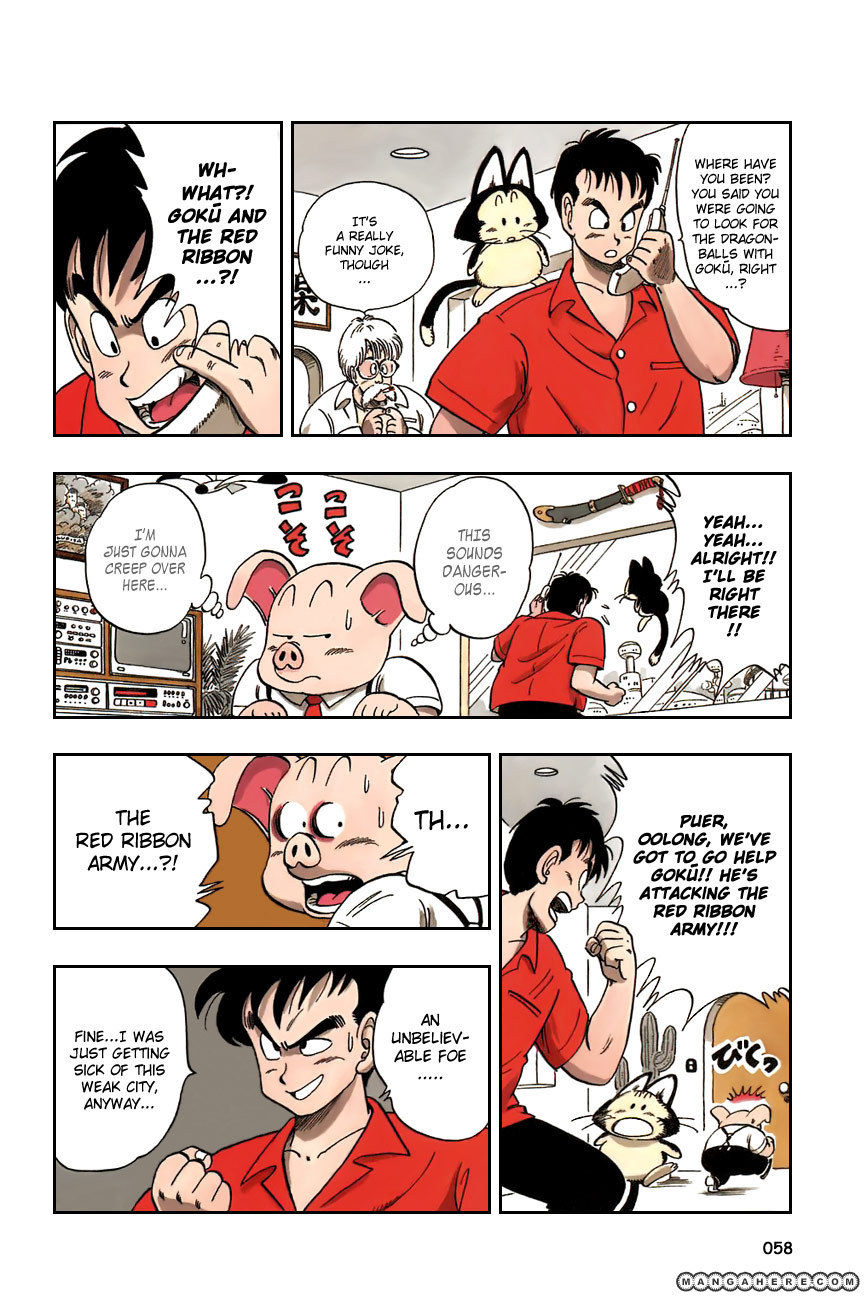 WHERE HAVE
YOU BEEN?
YOU SAID YOU
WERE GOING
TO LOOK FOR
THE DRAGON-
BALLS WITH
GOKŪ, RIGHT
...?
IT'S
A REALLY
FUNNY JOKE,
THOUGH
...
WH-
WHAT?!
GOKŪ AND
THE RED
RIBBON
...?!
YEAH...
YEAH...
ALRIGHT!!
I'LL BE
RIGHT
THERE
!!
THIS
SOUNDS
DANGER-
OUS...
こそ
こそ
I'M
JUST GONNA
CREEP OVER
HERE...
PUER,
OOLONG, WE'VE
GOT TO GO HELP
GOKŪ!! HE'S
ATTACKING THE
RED RIBBON
ARMY!!!
びくっ
TH...
THE
RED RIBBON
ARMY...?!
AN
UNBELIEV-
ABLE FOE
.....
FINE...I WAS
JUST GETTING
SICK OF THIS
WEAK CITY,
ANYWAY...
058
MANGAHERE.COM